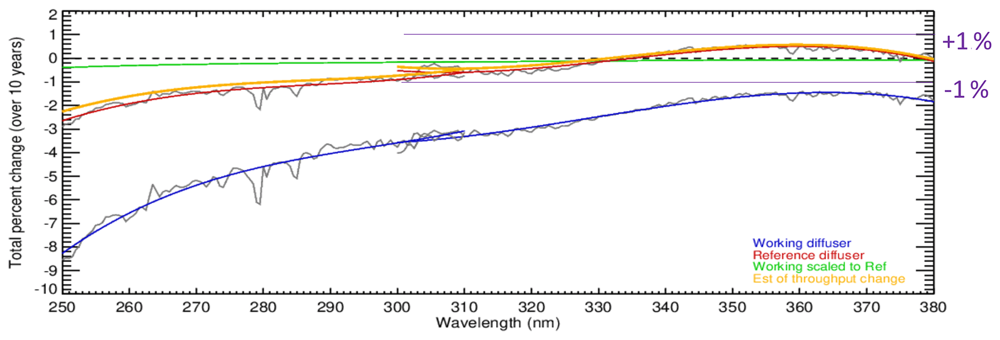 Total percent change (over 10 years)
2
1
0
-1
-2
-3
-4
-5
-6
-7
-8
-9
-10
+1%
-1%
Working diffuser
Reference diffuser
Working scaled to Ref
Est of throughput change
250 260 270 280 290 300 310 320 330 340 350 360 370 380
Wavelength (nm)